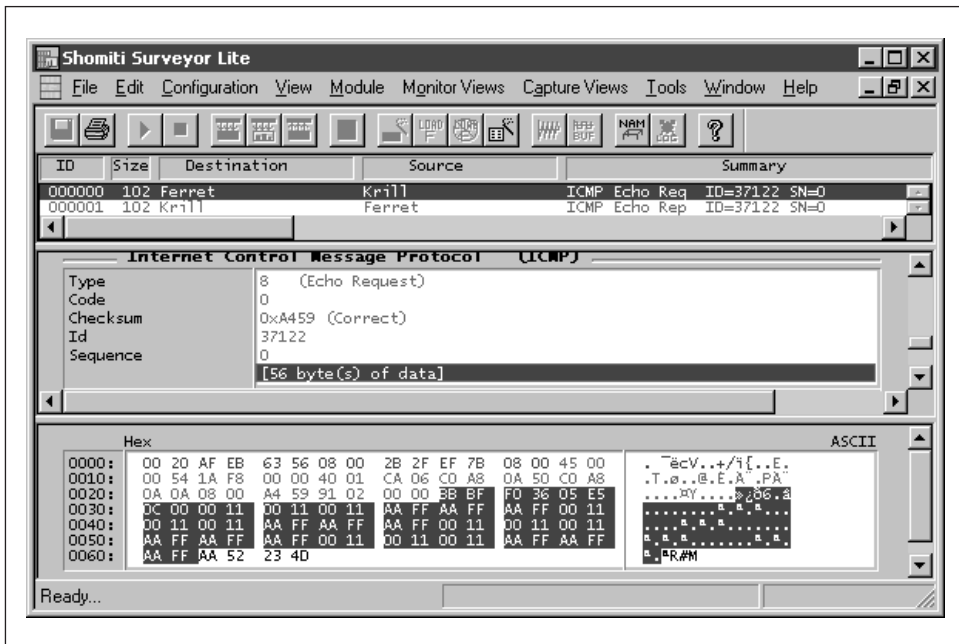 Shomiti Surveyor Lite
File Edit Configuration View Module Monitor Views Capture Views Tools Window Help
LOAD
BUF
NAM
LOG
ID Size Destination Source Summary
000000 102 Ferret Krill ICMP Echo Req ID=37122 SN=0
000001 102 Krill Ferret ICMP Echo Rep ID=37122 SN=0
Internet Control Message Protocol (ICMP)
Type 8 (Echo Request)
Code 0
Checksum 0xA459 (Correct)
Id 37122
Sequence 0
[56 byte(s) of data]
Hex ASCII
0000: 00 20 AF EB 63 56 08 00 2B 2F EF 7B 08 00 45 00 . ¯ëcV..+/ï{..E.
0010: 00 54 1A F8 00 00 40 01 CA 06 C0 A8 0A 50 C0 A8 .T.ø..@.Ê.À¨.PÀ¨
0020: 0A 0A 08 00 A4 59 91 02 00 00 BB BF F0 36 05 E5 ....¤Y....»¿ð6.å
0030: 0C 00 00 11 00 11 00 11 AA FF AA FF AA FF 00 11
0040: 00 11 00 11 AA FF AA FF AA FF 00 11 00 11 00 11
0050: AA FF AA FF AA FF 00 11 00 11 00 11 AA FF AA FF
0060: AA FF AA 52 23 4D ª.ªR#M
Ready...